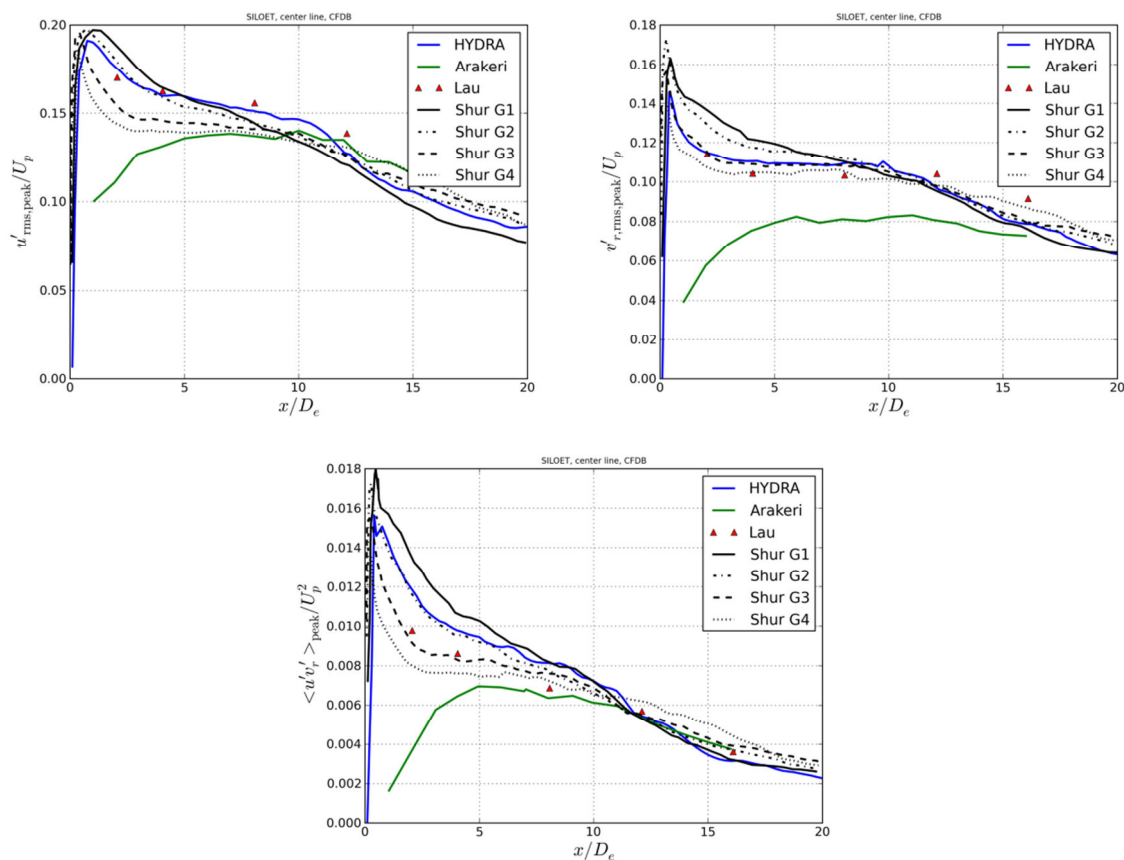 SILOET, center line, CFDB
0.20
0.15
0.10
0.05
0.00
u′rms,peak/Up
HYDRA
Arakeri
Lau
Shur G1
Shur G2
Shur G3
Shur G4
0 5 10 15 20
x/De
SILOET, center line, CFDB
0.18
0.16
0.14
0.12
0.10
0.08
0.06
0.04
0.02
0.00
v′r,rms,peak/Up
HYDRA
Arakeri
Lau
Shur G1
Shur G2
Shur G3
Shur G4
0 5 10 15 20
x/De
SILOET, center line, CFDB
0.018
0.016
0.014
0.012
0.010
0.008
0.006
0.004
0.002
0.000
<u′v′r>peak/U²p
HYDRA
Arakeri
Lau
Shur G1
Shur G2
Shur G3
Shur G4
0 5 10 15 20
x/De